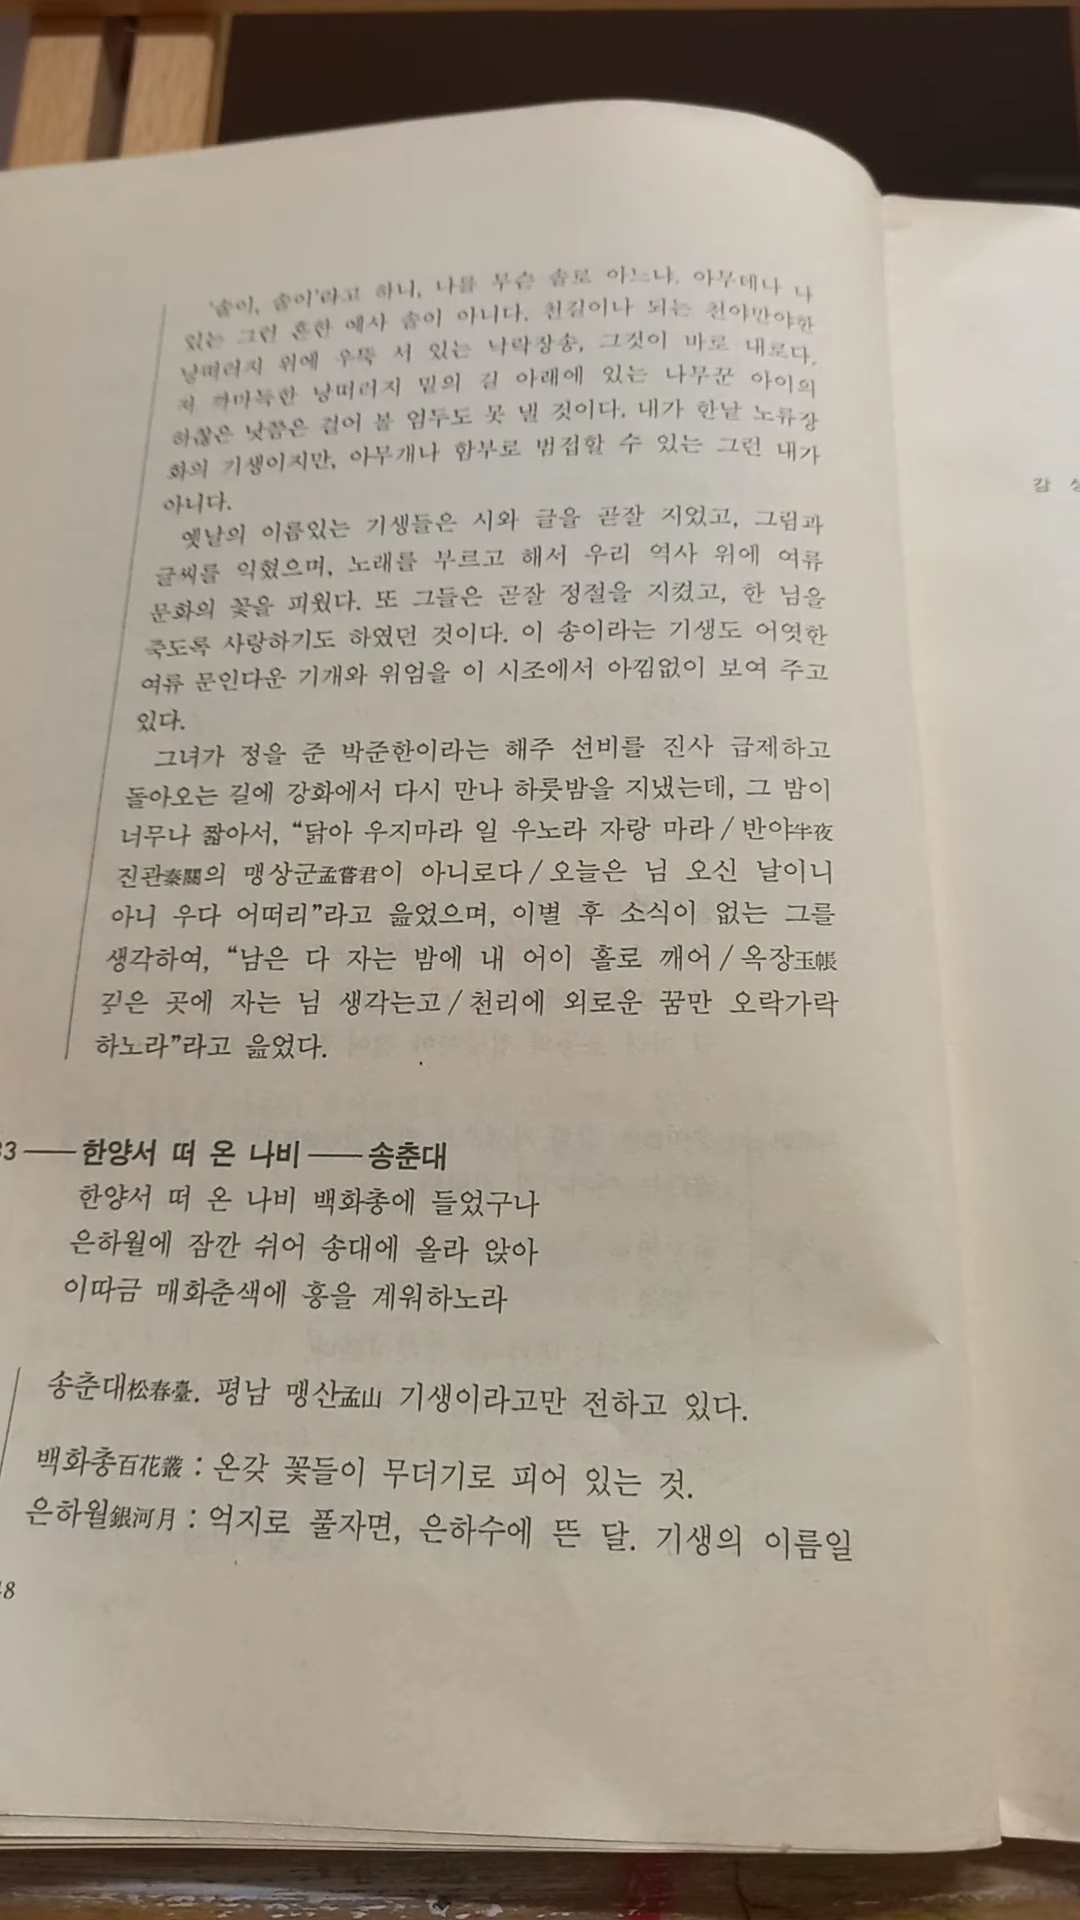 ‘솔이, 솔이’라고 하니, 나를 무슨 솔로 아느냐. 아무데나 나
있는 그런 흔한 예사 솔이 아니다. 천길이나 되는 천야만야한
낭떠러지 위에 우뚝 서 있는 낙락장송, 그것이 바로 내로다.
저 까마득한 낭떠러지 밑의 길 아래에 있는 나무꾼 아이의
하찮은 낫쯤은 걸어 볼 엄두도 못 낼 것이다. 내가 한낱 노류장
화의 기생이지만, 아무개나 함부로 범접할 수 있는 그런 내가
아니다.
옛날의 이름있는 기생들은 시와 글을 곧잘 지었고, 그림과
글씨를 익혔으며, 노래를 부르고 해서 우리 역사 위에 여류
문화의 꽃을 피웠다. 또 그들은 곧잘 정절을 지켰고, 한 님을
죽도록 사랑하기도 하였던 것이다. 이 송이라는 기생도 어엿한
여류 문인다운 기개와 위엄을 이 시조에서 아낌없이 보여 주고
있다.
그녀가 정을 준 박준한이라는 해주 선비를 진사 급제하고
돌아오는 길에 강화에서 다시 만나 하룻밤을 지냈는데, 그 밤이
너무나 짧아서, “닭아 우지마라 일 우노라 자랑 마라 / 반야半夜
진관秦關의 맹상군孟嘗君이 아니로다 / 오늘은 님 오신 날이니
아니 우다 어떠리”라고 읊었으며, 이별 후 소식이 없는 그를
생각하여, “남은 다 자는 밤에 내 어이 홀로 깨어 / 옥장玉帳
깊은 곳에 자는 님 생각는고 / 천리에 외로운 꿈만 오락가락
하노라”라고 읊었다.
33 ── 한양서 떠 온 나비 ── 송춘대
한양서 떠 온 나비 백화총에 들었구나
은하월에 잠깐 쉬어 송대에 올라 앉아
이따금 매화춘색에 흥을 계워하노라
송춘대松春臺. 평남 맹산孟山 기생이라고만 전하고 있다.
백화총百花叢 : 온갖 꽃들이 무더기로 피어 있는 것.
은하월銀河月 : 억지로 풀자면, 은하수에 뜬 달. 기생의 이름일
48
감 상